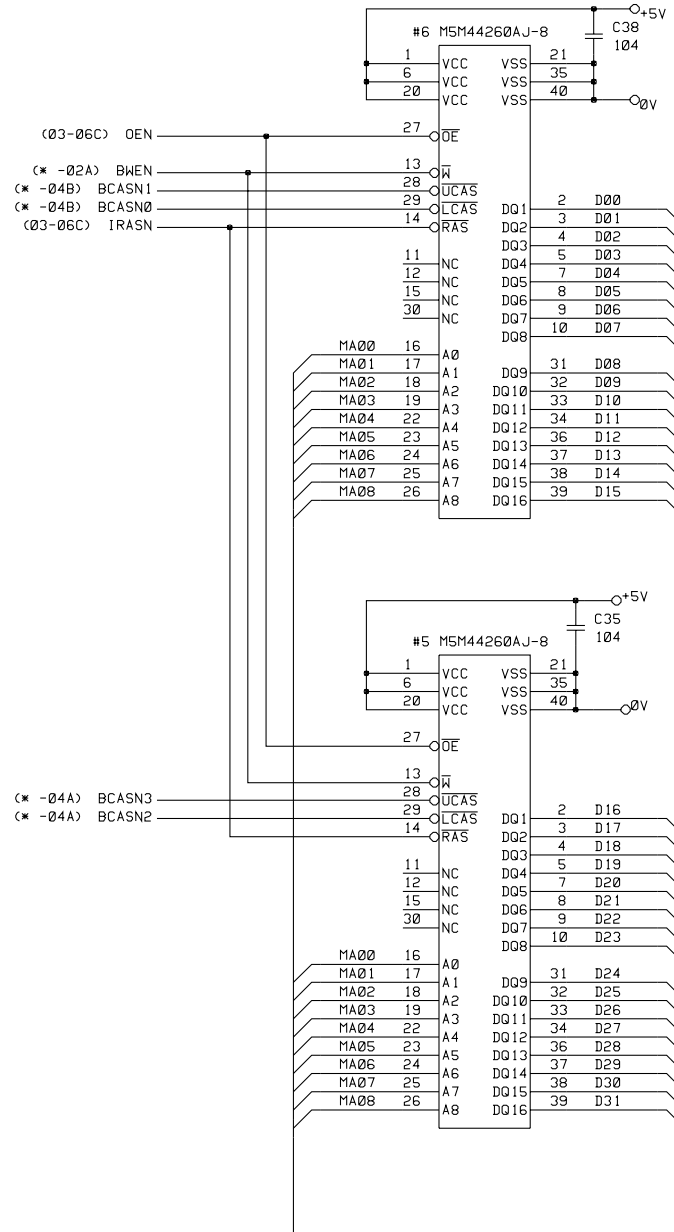 +5V
C38
104
#6 M5M44260AJ-8
1 VCC VSS 21
6 VCC VSS 35
20 VCC VSS 40
0V
(03-06C) OEN 27 OE
(* -02A) BWEN 13 W
(* -04B) BCASN1 28 UCAS
(* -04B) BCASN0 29 LCAS DQ1 2 D00
(03-06C) IRASN 14 RAS DQ2 3 D01
DQ3 4 D02
11 NC DQ4 5 D03
12 NC DQ5 7 D04
15 NC DQ6 8 D05
30 NC DQ7 9 D06
DQ8 10 D07
MA00 16 A0
MA01 17 A1 DQ9 31 D08
MA02 18 A2 DQ10 32 D09
MA03 19 A3 DQ11 33 D10
MA04 22 A4 DQ12 34 D11
MA05 23 A5 DQ13 36 D12
MA06 24 A6 DQ14 37 D13
MA07 25 A7 DQ15 38 D14
MA08 26 A8 DQ16 39 D15
+5V
C35
104
#5 M5M44260AJ-8
1 VCC VSS 21
6 VCC VSS 35
20 VCC VSS 40
0V
27 OE
13 W
(* -04A) BCASN3 28 UCAS
(* -04A) BCASN2 29 LCAS DQ1 2 D16
14 RAS DQ2 3 D17
DQ3 4 D18
11 NC DQ4 5 D19
12 NC DQ5 7 D20
15 NC DQ6 8 D21
30 NC DQ7 9 D22
DQ8 10 D23
MA00 16 A0
MA01 17 A1 DQ9 31 D24
MA02 18 A2 DQ10 32 D25
MA03 19 A3 DQ11 33 D26
MA04 22 A4 DQ12 34 D27
MA05 23 A5 DQ13 36 D28
MA06 24 A6 DQ14 37 D29
MA07 25 A7 DQ15 38 D30
MA08 26 A8 DQ16 39 D31